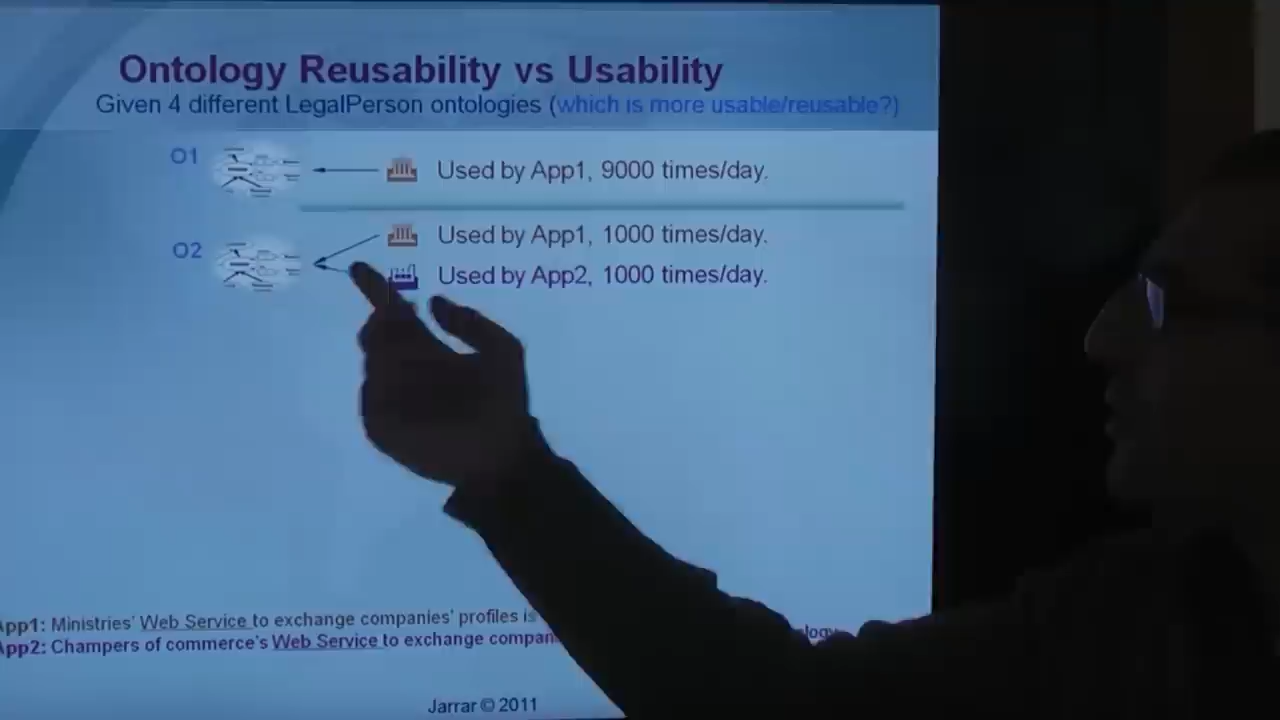 Ontology Reusability vs Usability
Given 4 different LegalPerson ontologies (which is more usable/reusable?)
O1
Used by App1, 9000 times/day.
O2
Used by App1, 1000 times/day.
Used by App2, 1000 times/day.
App1: Ministries' Web Service to exchange companies' profiles is
App2: Champers of commerce's Web Service to exchange
Jarrar © 2011